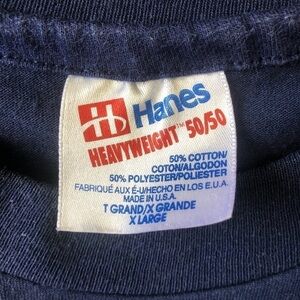 Hanes
HEAVYWEIGHT™ 50/50
50% COTTON/
COTON/ALGODON
50% POLYESTER/POLIESTER
FABRIQUÉ AUX É-U/HECHO EN LOS E.U.A.
MADE IN U.S.A.
T GRAND/X GRANDE
X LARGE